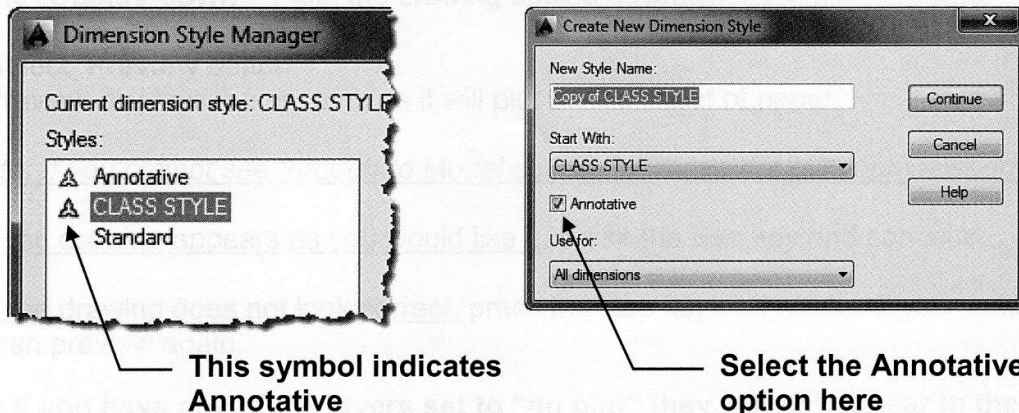 Dimension Style Manager
Current dimension style: CLASS STYLE
Styles:
Annotative
CLASS STYLE
Standard
This symbol indicates
Annotative
Create New Dimension Style
New Style Name:
Copy of CLASS STYLE
Continue
Start With:
Cancel
CLASS STYLE
Help
Annotative
Use for:
All dimensions
Select the Annotative
option here